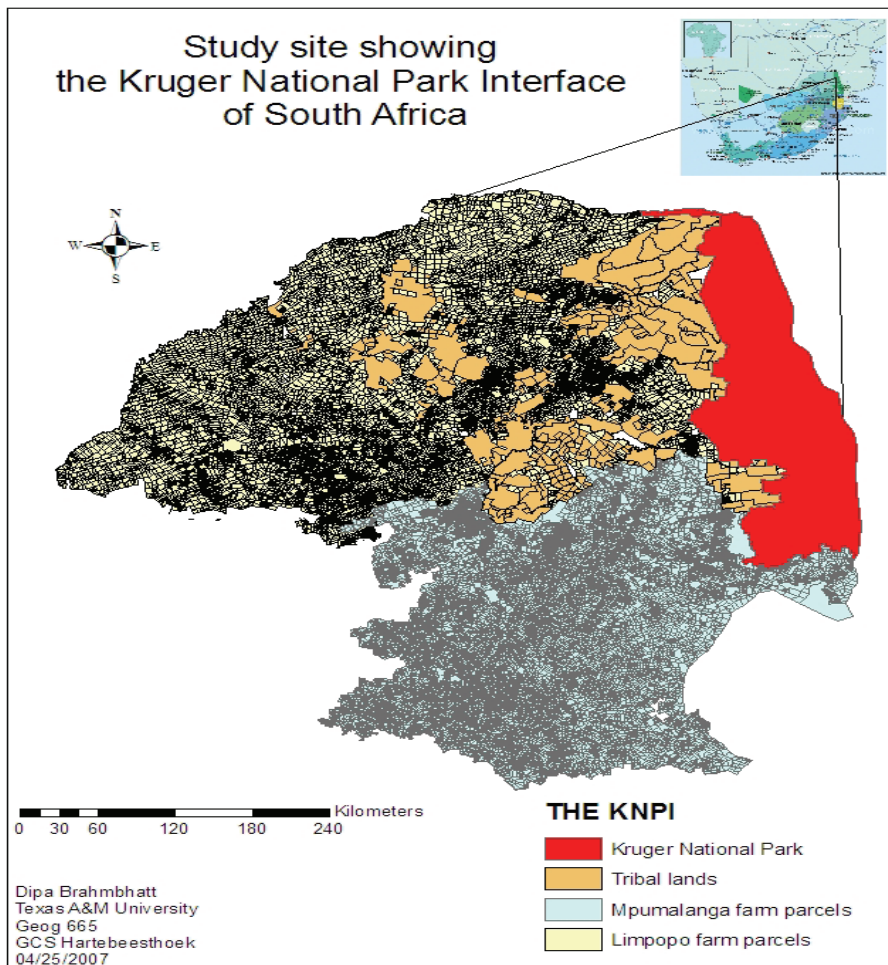 Study site showing
the Kruger National Park Interface
of South Africa
N
W
E
S
Kilometers
0 30 60 120 180 240
THE KNPI
Kruger National Park
Tribal lands
Mpumalanga farm parcels
Limpopo farm parcels
Dipa Brahmbhatt
Texas A&M University
Geog 665
GCS Hartebeesthoek
04/25/2007